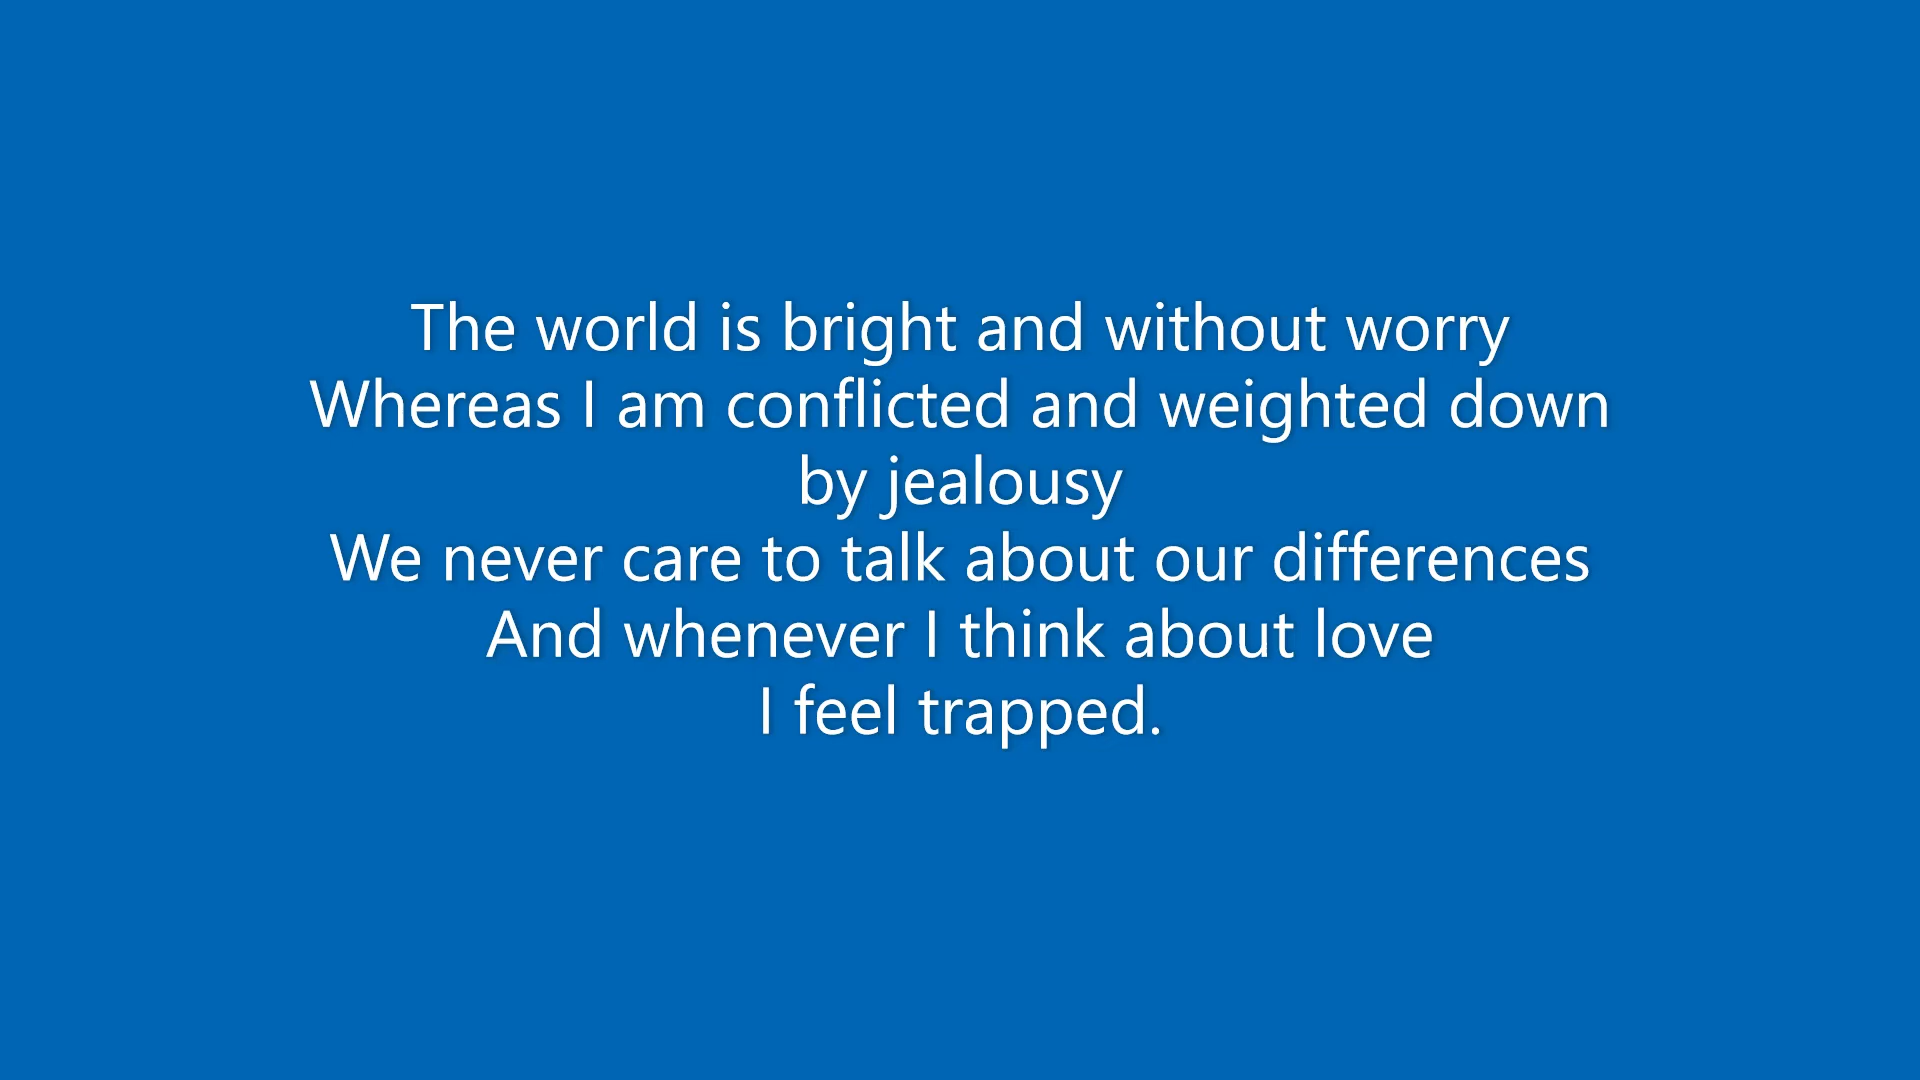 The world is bright and without worry
Whereas I am conflicted and weighted down
by jealousy
We never care to talk about our differences
And whenever I think about love
I feel trapped.